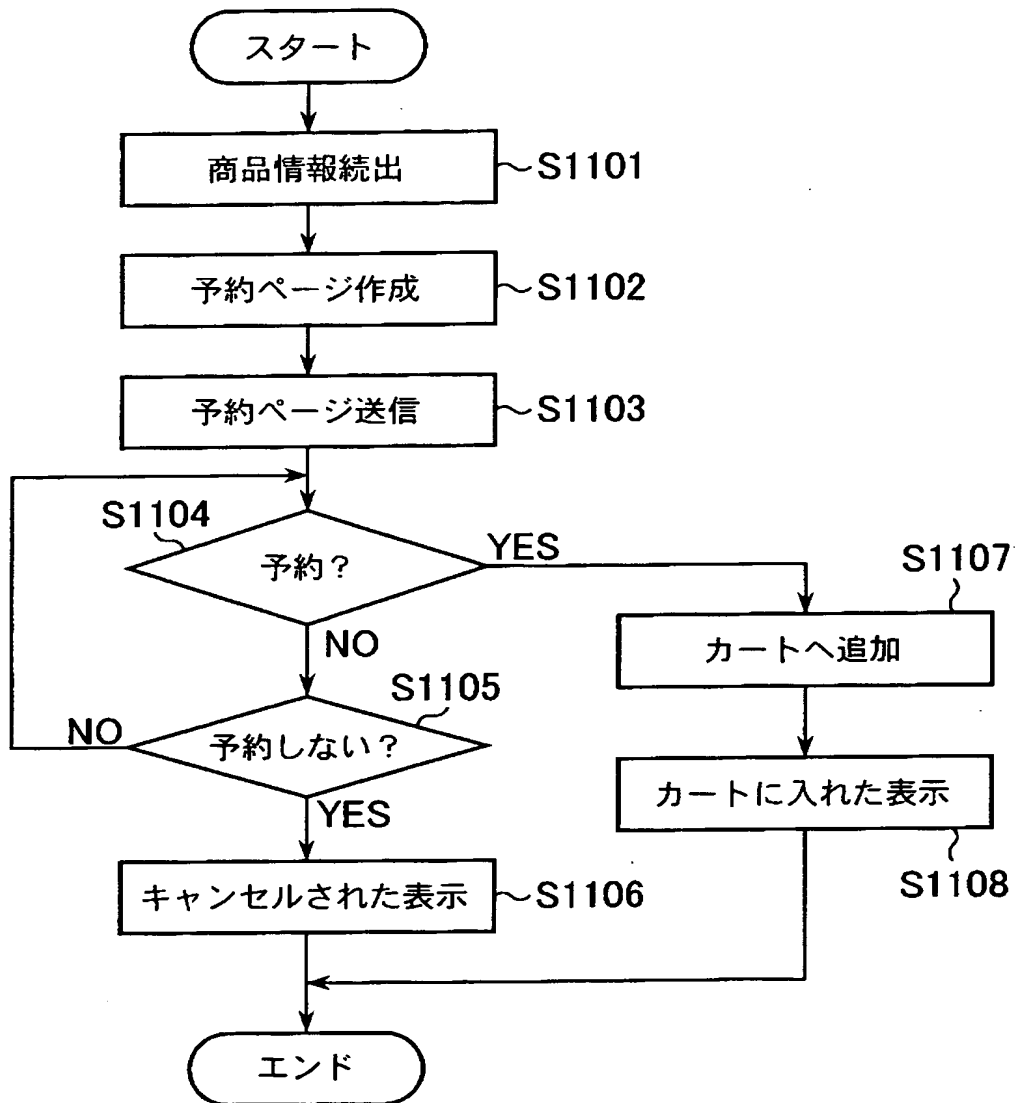 スタート
商品情報続出
S1101
予約ページ作成
S1102
予約ページ送信
S1103
S1104
予約？
YES
NO
S1105
予約しない？
NO
YES
キャンセルされた表示
S1106
S1107
カートへ追加
カートに入れた表示
S1108
エンド